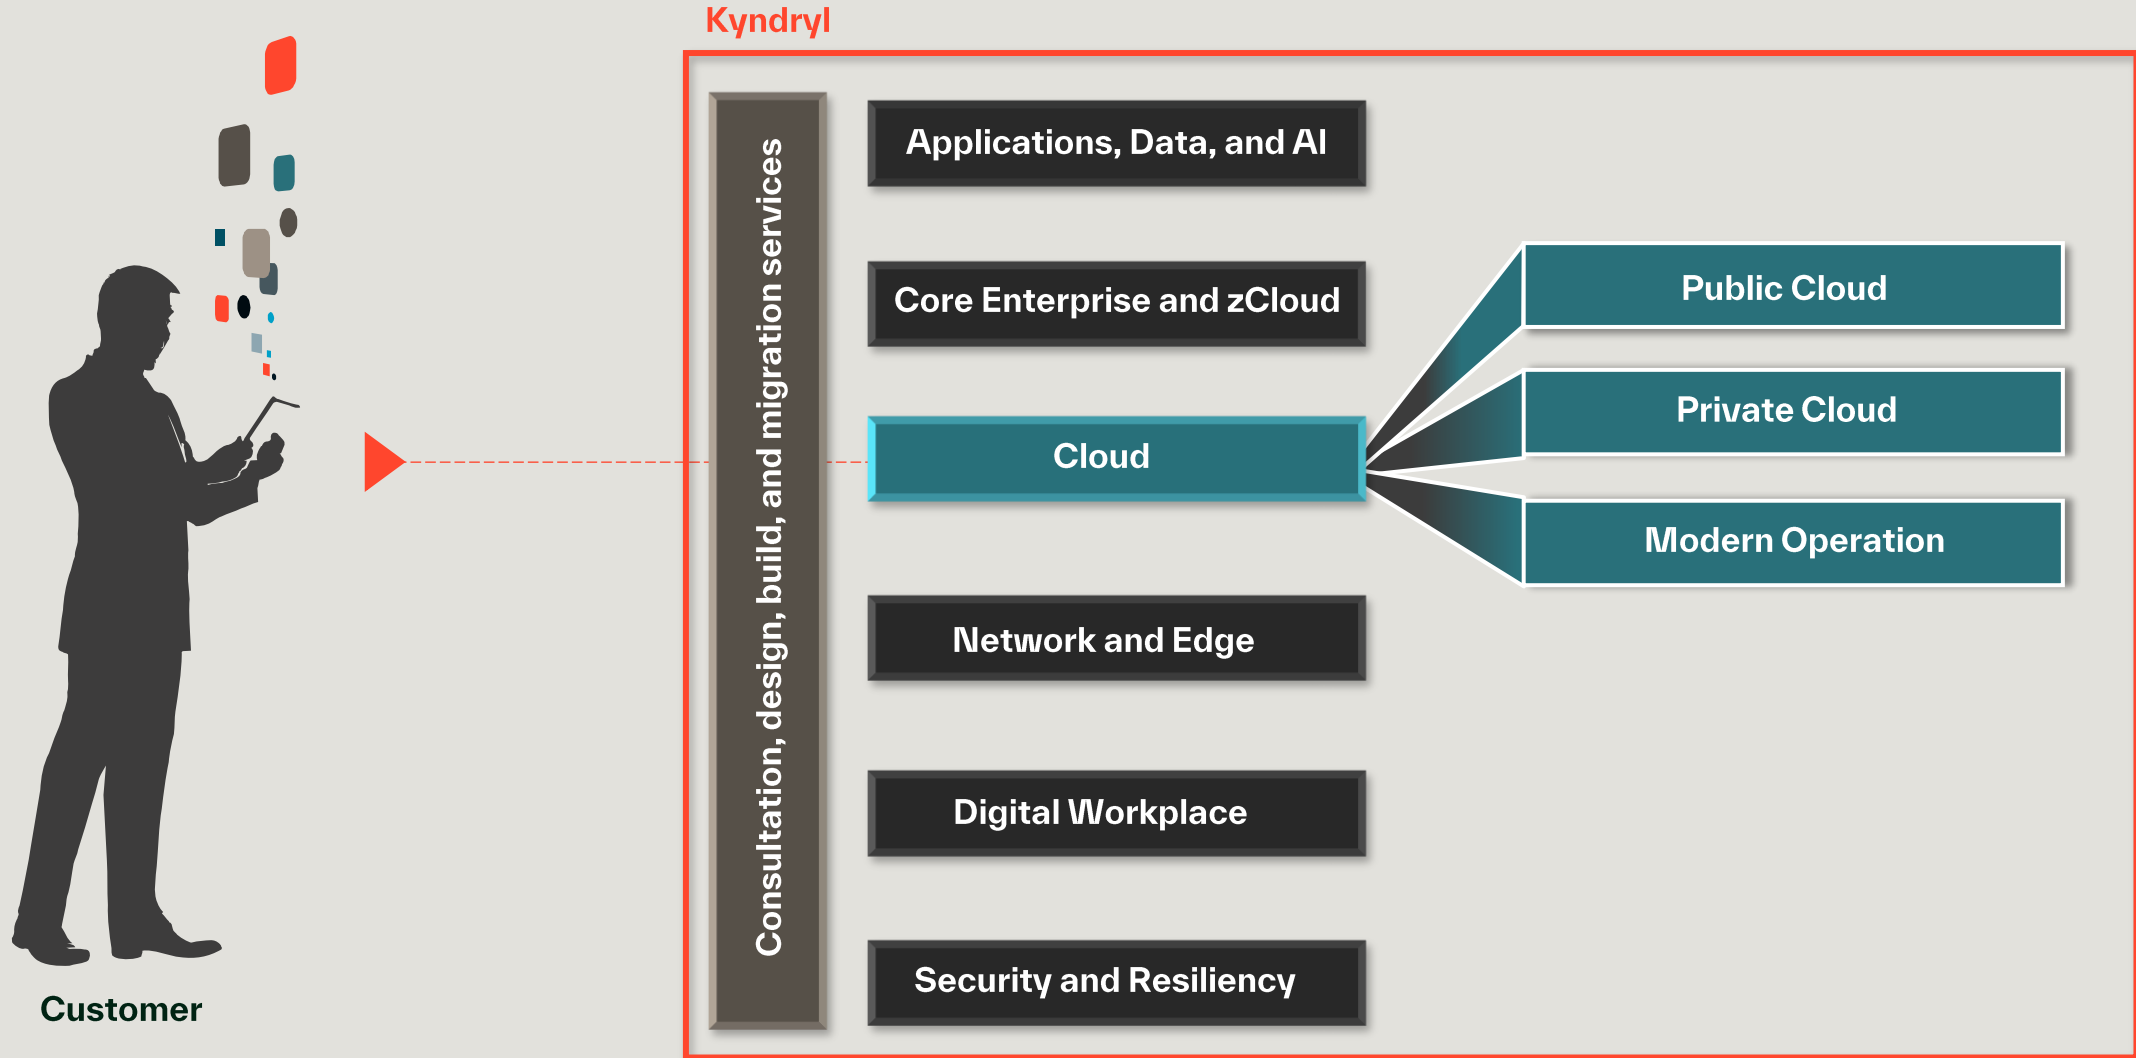 Kyndryl
Consultation, design, build, and migration services
Applications, Data, and AI
Core Enterprise and zCloud
Cloud
Network and Edge
Digital Workplace
Security and Resiliency
Public Cloud
Private Cloud
Modern Operation
Customer